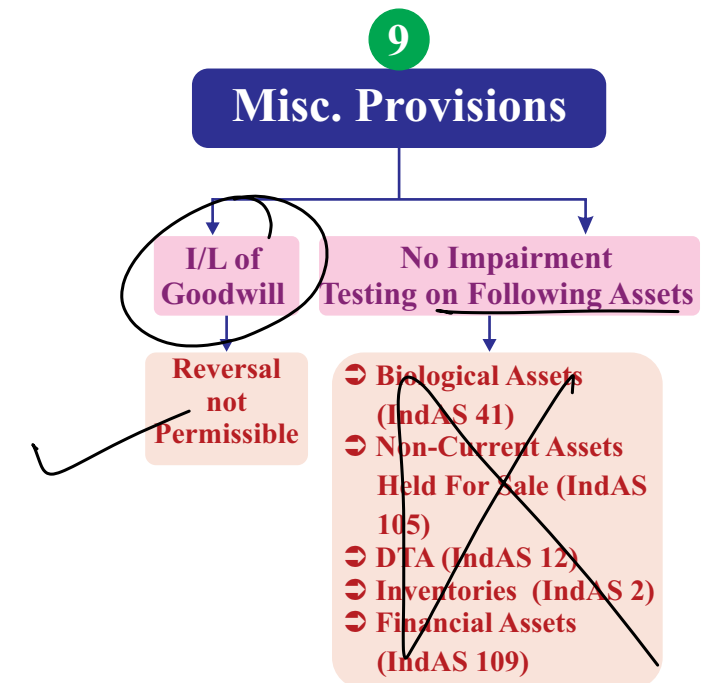 9
Misc. Provisions
I/L of
Goodwill
No Impairment
Testing on Following Assets
Reversal
not
Permissible
➲ Biological Assets
(IndAS 41)
➲ Non-Current Assets
Held For Sale (IndAS
105)
➲ DTA (IndAS 12)
➲ Inventories (IndAS 2)
➲ Financial Assets
(IndAS 109)